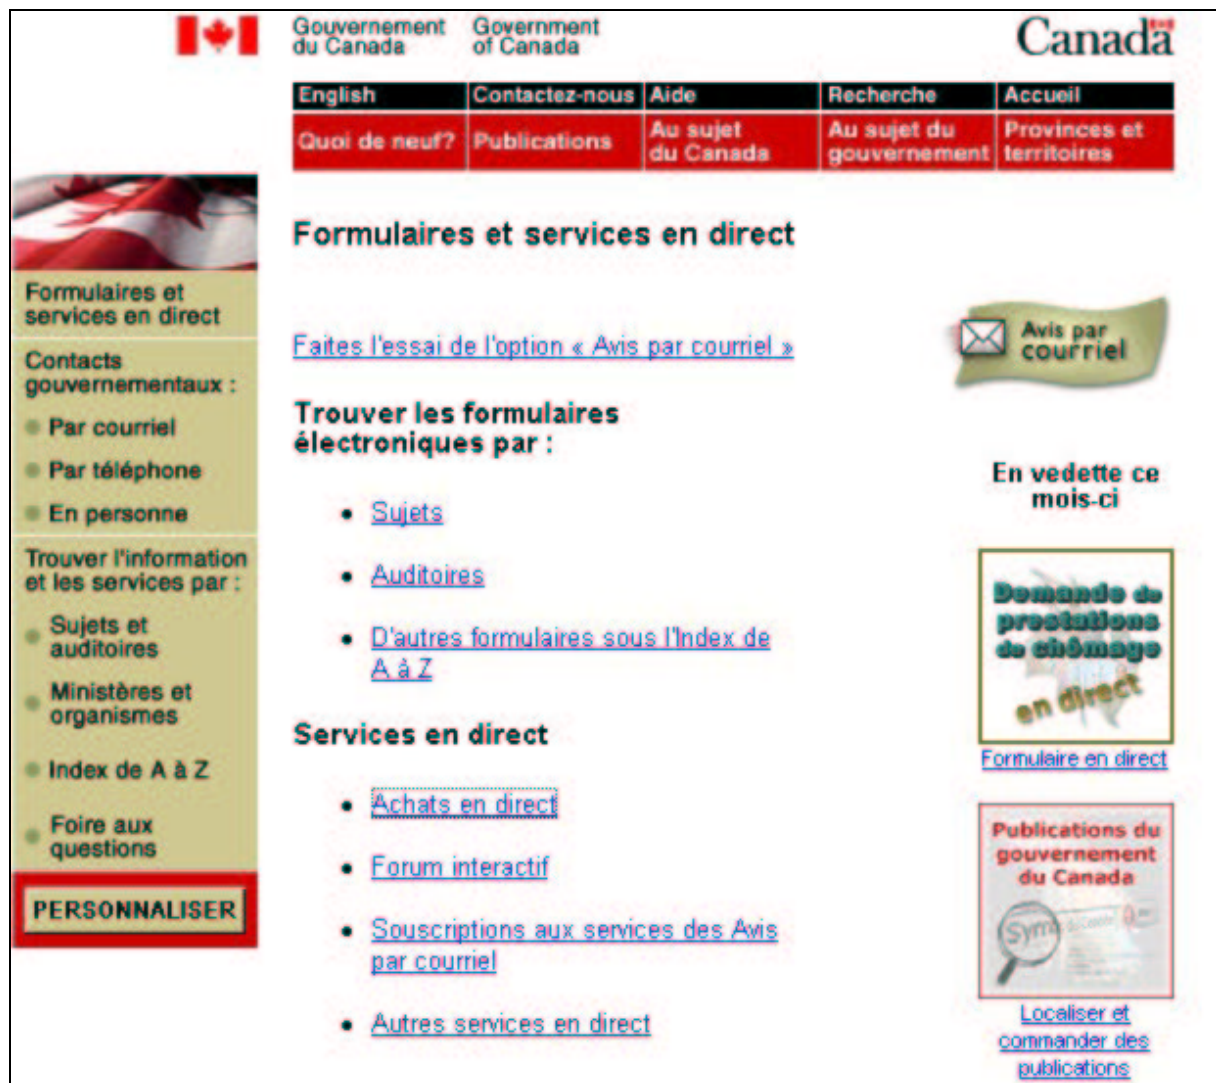 Gouvernement
du Canada
Government
of Canada
Canada
English
Contactez-nous
Aide
Recherche
Accueil
Quoi de neuf?
Publications
Au sujet
du Canada
Au sujet du
gouvernement
Provinces et
territoires
Formulaires et
services en direct
Contacts
gouvernementaux :
Par courriel
Par téléphone
En personne
Trouver l'information
et les services par :
Sujets et
auditoires
Ministères et
organismes
Index de A à Z
Foire aux
questions
PERSONNALISER
Formulaires et services en direct
Faites l'essai de l'option « Avis par courriel »
Trouver les formulaires
électroniques par :
Sujets
Auditoires
D'autres formulaires sous l'Index de
A à Z
Services en direct
Achats en direct
Forum interactif
Souscriptions aux services des Avis
par courriel
Autres services en direct
Avis par
courriel
En vedette ce
mois-ci
Demande de
prestations
de chômage
en direct
Formulaire en direct
Publications du
gouvernement
du Canada
Localiser et
commander des
publications